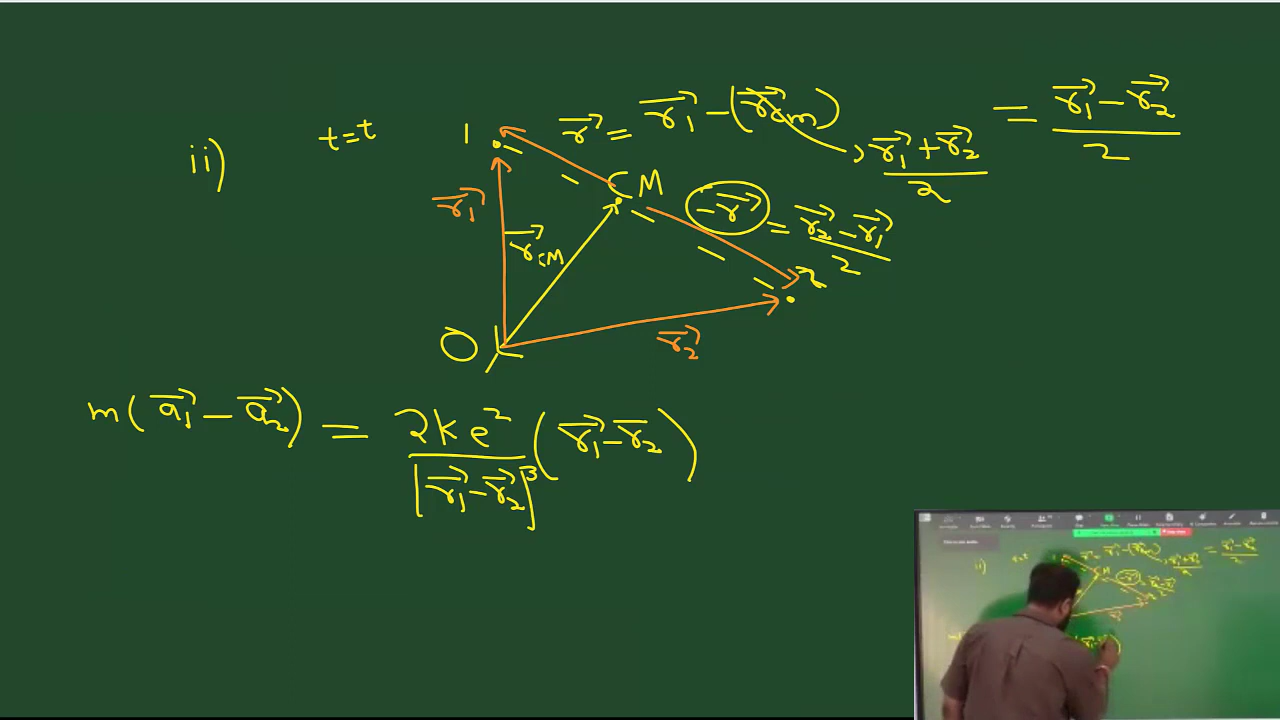 ii)
t=t
1
CM
2
O
r⃗₁
r⃗_CM
r⃗₂
r⃗ = r⃗₁ − (r⃗cm) → (r⃗₁ + r⃗₂)/2 = (r⃗₁ − r⃗₂)/2
−r⃗ = (r⃗₂ − r⃗₁)/2
m(a⃗₁ − a⃗₂) = 2ke²/[r⃗₁ − r⃗₂]³ (r⃗₁ − r⃗₂)